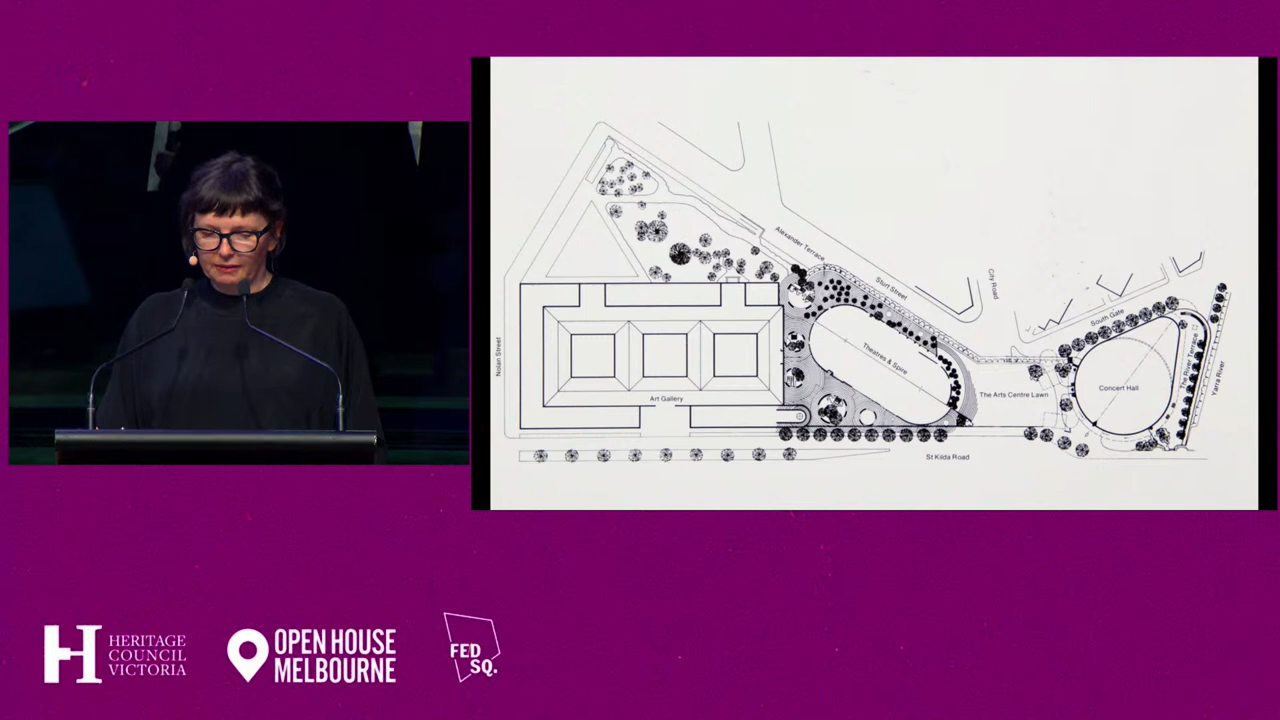 Alexander Terrace
Sturt Street
City Road
South Gate
The River Terrace
Yarra River
Nolan Street
Theatres & Spire
Art Gallery
The Arts Centre Lawn
Concert Hall
St Kilda Road
HERITAGE
COUNCIL
VICTORIA
OPEN HOUSE
MELBOURNE
FED
SQ.